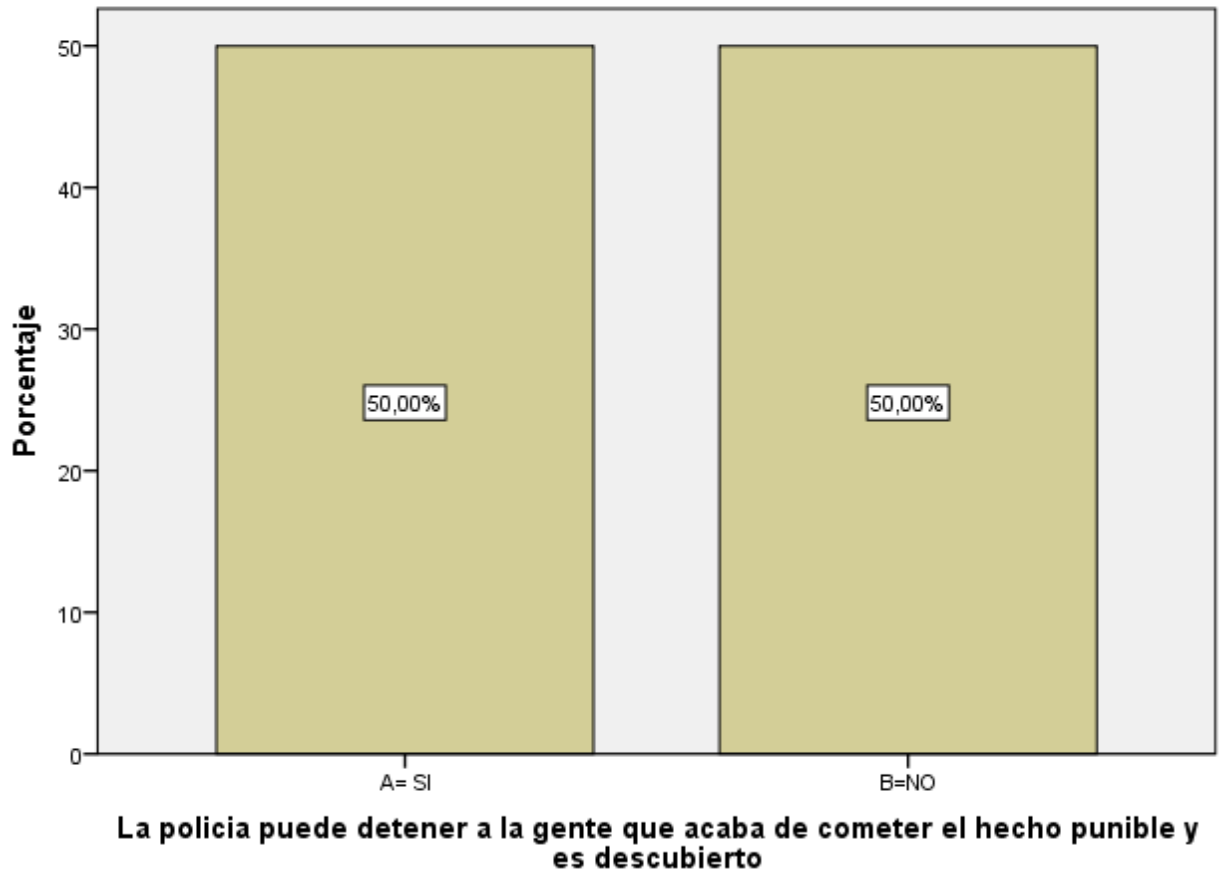 Porcentaje
50
40
30
20
10
0
50,00%
50,00%
A= SI
B=NO
La policia puede detener a la gente que acaba de cometer el hecho punible y
es descubierto